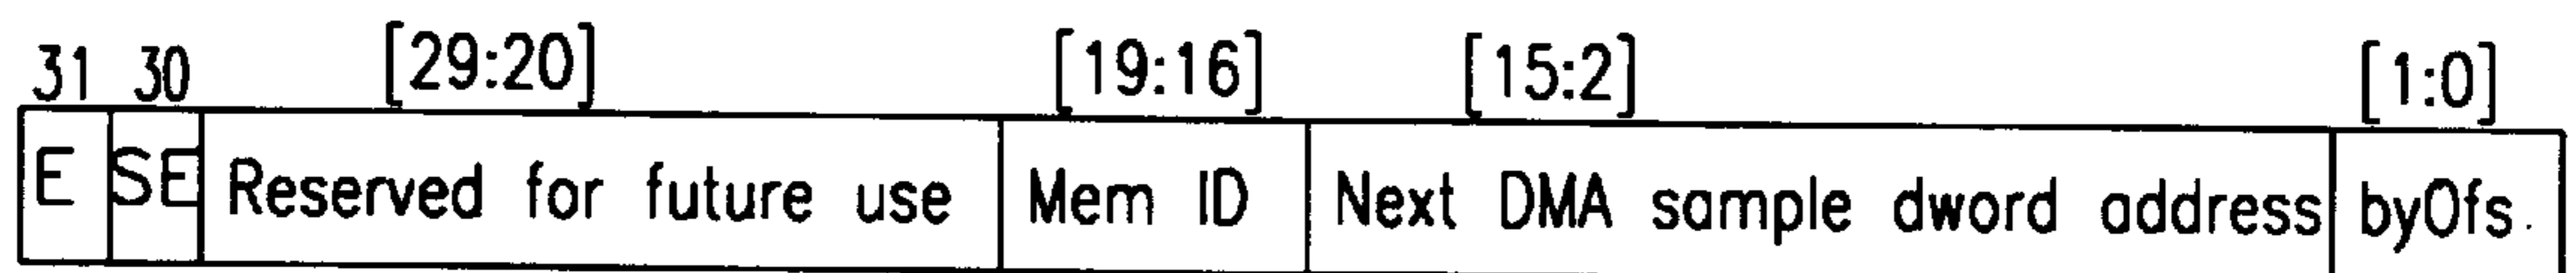 31 30 [29:20] [19:16] [15:2] [1:0]
E SE Reserved for future use Mem ID Next DMA sample dword address byOfs.